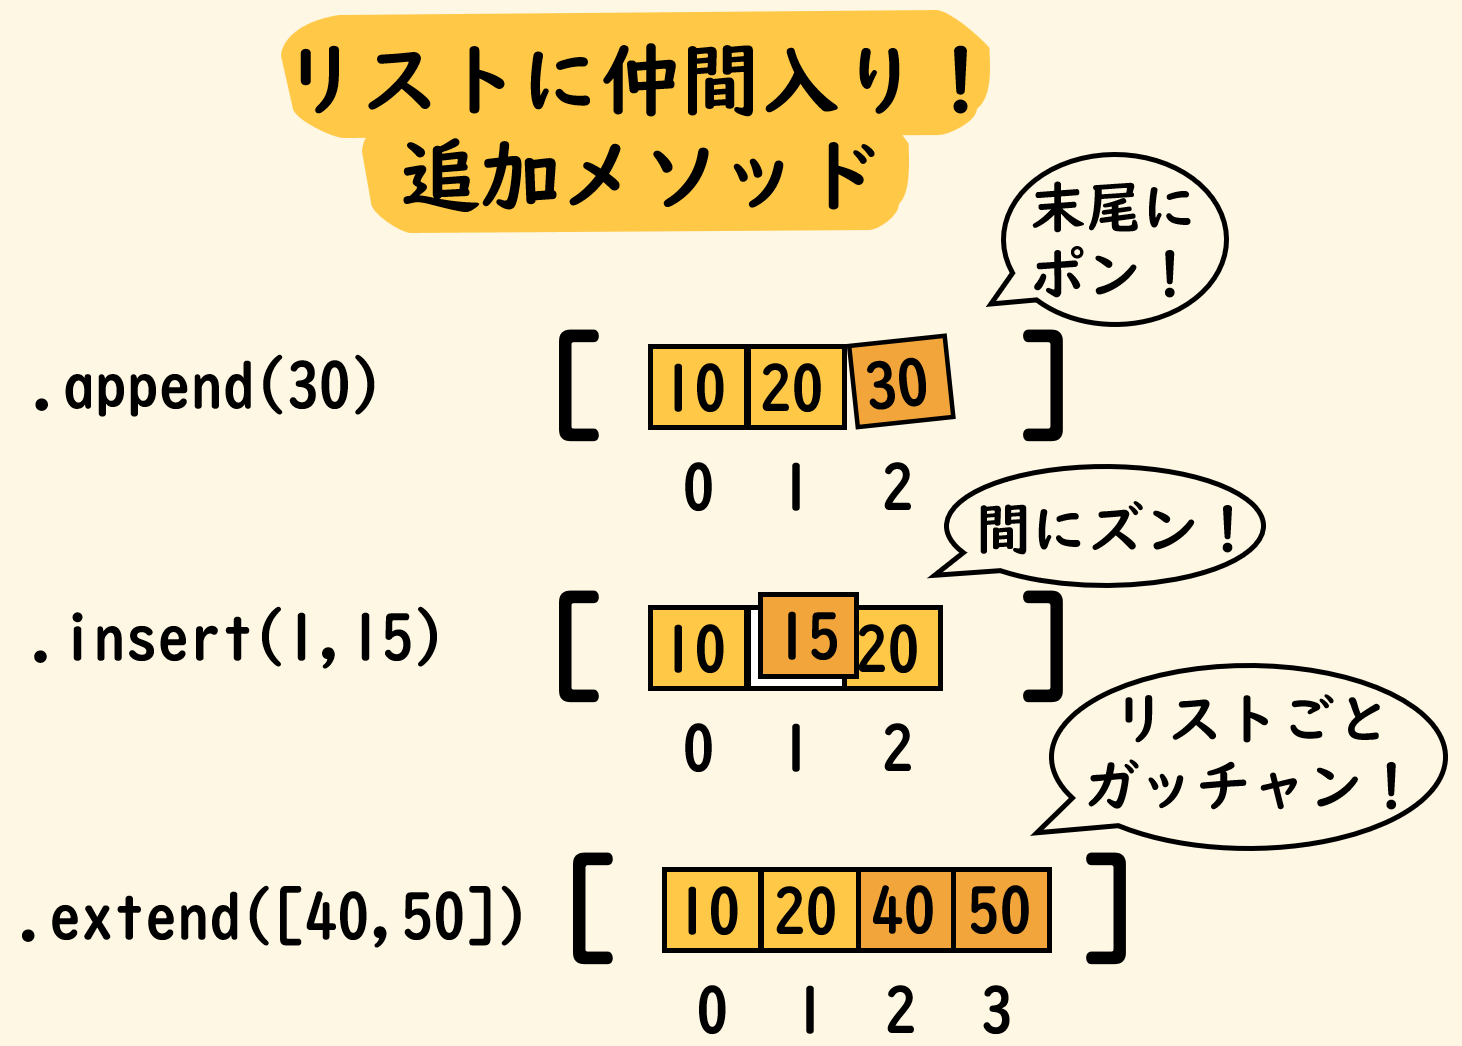 リストに仲間入り！
追加メソッド
末尾に
ポン！
.append(30)
[ 10 20 30 ]
0 1 2
間にズン！
.insert(1,15)
[ 10 15 20 ]
0 1 2
リストごと
ガッチャン！
.extend([40,50])
[ 10 20 40 50 ]
0 1 2 3